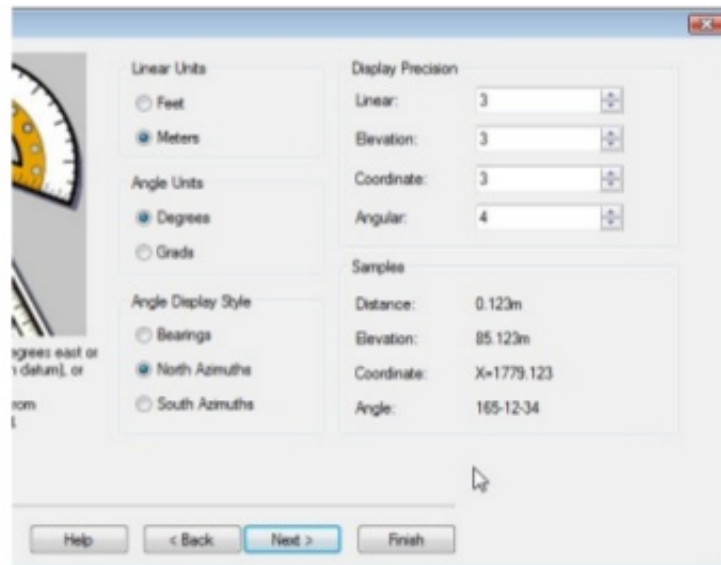 Linear Units
Feet
Meters
Angle Units
Degrees
Grads
Angle Display Style
Bearings
North Azimuths
South Azimuths
Display Precision
Linear: 3
Elevation: 3
Coordinate: 3
Angular: 4
Samples
Distance: 0.123m
Elevation: 85.123m
Coordinate: X=1779.123
Angle: 165-12-34
egrees east or
datum), or
rom
Help < Back Next > Finish